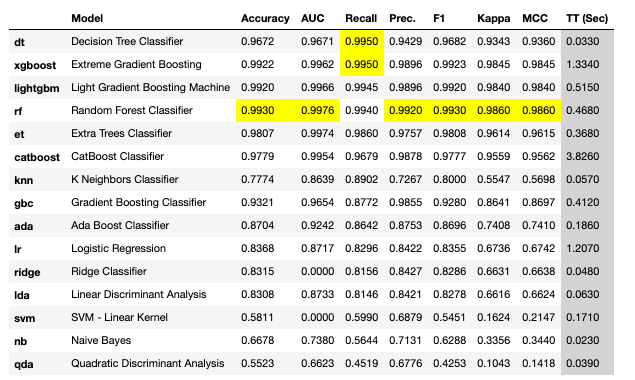 Model Accuracy AUC Recall Prec. F1 Kappa MCC TT (Sec)
dt Decision Tree Classifier 0.9672 0.9671 0.9950 0.9429 0.9682 0.9343 0.9360 0.0330
xgboost Extreme Gradient Boosting 0.9922 0.9962 0.9950 0.9896 0.9923 0.9845 0.9845 1.3340
lightgbm Light Gradient Boosting Machine 0.9920 0.9966 0.9945 0.9896 0.9920 0.9840 0.9840 0.5150
rf Random Forest Classifier 0.9930 0.9976 0.9940 0.9920 0.9930 0.9860 0.9860 0.4680
et Extra Trees Classifier 0.9807 0.9974 0.9860 0.9757 0.9808 0.9614 0.9615 0.3680
catboost CatBoost Classifier 0.9779 0.9954 0.9679 0.9878 0.9777 0.9559 0.9562 3.8260
knn K Neighbors Classifier 0.7774 0.8639 0.8902 0.7267 0.8000 0.5547 0.5698 0.0570
gbc Gradient Boosting Classifier 0.9321 0.9654 0.8772 0.9855 0.9280 0.8641 0.8697 0.4120
ada Ada Boost Classifier 0.8704 0.9242 0.8642 0.8753 0.8696 0.7408 0.7410 0.1860
lr Logistic Regression 0.8368 0.8717 0.8296 0.8422 0.8355 0.6736 0.6742 1.2070
ridge Ridge Classifier 0.8315 0.0000 0.8156 0.8427 0.8286 0.6631 0.6638 0.0480
lda Linear Discriminant Analysis 0.8308 0.8733 0.8146 0.8421 0.8278 0.6616 0.6624 0.0630
svm SVM - Linear Kernel 0.5811 0.0000 0.5990 0.6879 0.5451 0.1624 0.2147 0.1710
nb Naive Bayes 0.6678 0.7380 0.5644 0.7131 0.6288 0.3356 0.3440 0.0230
qda Quadratic Discriminant Analysis 0.5523 0.6623 0.4519 0.6776 0.4253 0.1043 0.1418 0.0390